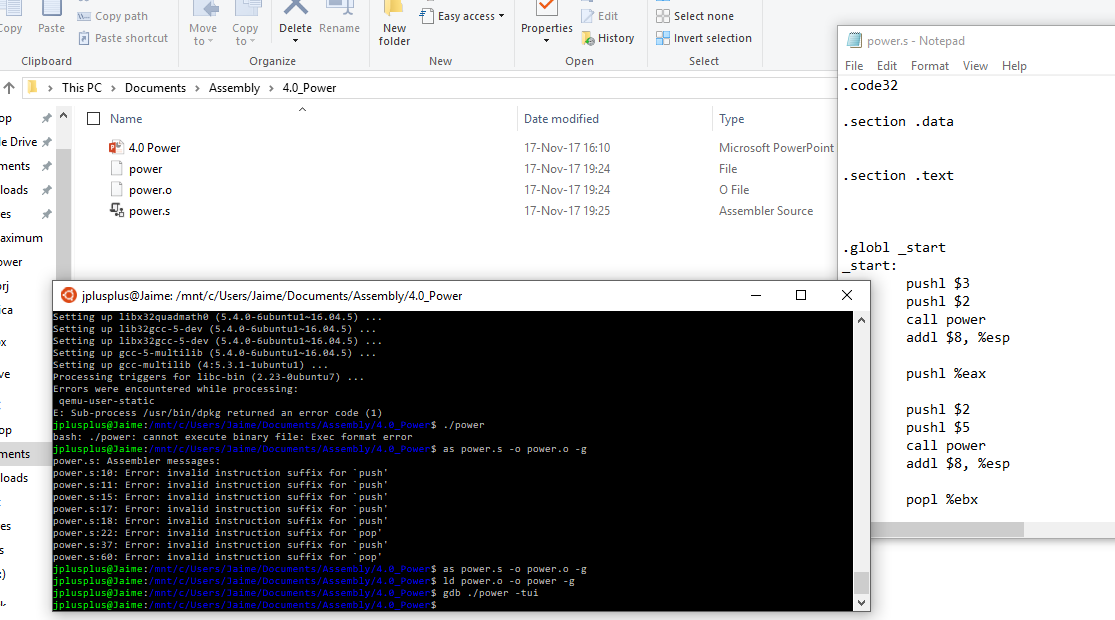 Copy
Paste
Copy path
Paste shortcut
Move to
Copy to
Delete
Rename
New folder
Easy access
Properties
Edit
History
Select none
Invert selection
Clipboard
Organize
New
Open
Select
This PC > Documents > Assembly > 4.0_Power
Name
Date modified
Type
4.0 Power
17-Nov-17 16:10
Microsoft PowerPoint
power
17-Nov-17 19:24
File
power.o
17-Nov-17 19:24
O File
power.s
17-Nov-17 19:25
Assembler Source
op
le Drive
ments
loads
es
aximum
ower
orj
ica
ox
ve
op
ments
loads
es
s
:)
power.s - Notepad
File Edit Format View Help
.code32
.section .data
.section .text
.globl _start
_start:
pushl $3
pushl $2
call power
addl $8, %esp
pushl %eax
pushl $2
pushl $5
call power
addl $8, %esp
popl %ebx
jplusplus@Jaime: /mnt/c/Users/Jaime/Documents/Assembly/4.0_Power
Setting up libx32quadmath0 (5.4.0-6ubuntu1~16.04.5) ...
Setting up lib32gcc-5-dev (5.4.0-6ubuntu1~16.04.5) ...
Setting up libx32gcc-5-dev (5.4.0-6ubuntu1~16.04.5) ...
Setting up gcc-5-multilib (5.4.0-6ubuntu1~16.04.5) ...
Setting up gcc-multilib (4:5.3.1-1ubuntu1) ...
Processing triggers for libc-bin (2.23-0ubuntu7) ...
Errors were encountered while processing:
qemu-user-static
E: Sub-process /usr/bin/dpkg returned an error code (1)
jplusplus@Jaime:/mnt/c/Users/Jaime/Documents/Assembly/4.0_Power$ ./power
bash: ./power: cannot execute binary file: Exec format error
jplusplus@Jaime:/mnt/c/Users/Jaime/Documents/Assembly/4.0_Power$ as power.s -o power.o -g
power.s: Assembler messages:
power.s:10: Error: invalid instruction suffix for `push'
power.s:11: Error: invalid instruction suffix for `push'
power.s:15: Error: invalid instruction suffix for `push'
power.s:17: Error: invalid instruction suffix for `push'
power.s:18: Error: invalid instruction suffix for `push'
power.s:22: Error: invalid instruction suffix for `pop'
power.s:37: Error: invalid instruction suffix for `push'
power.s:60: Error: invalid instruction suffix for `pop'
jplusplus@Jaime:/mnt/c/Users/Jaime/Documents/Assembly/4.0_Power$ as power.s -o power.o -g
jplusplus@Jaime:/mnt/c/Users/Jaime/Documents/Assembly/4.0_Power$ ld power.o -o power -g
jplusplus@Jaime:/mnt/c/Users/Jaime/Documents/Assembly/4.0_Power$ gdb ./power -tui
jplusplus@Jaime:/mnt/c/Users/Jaime/Documents/Assembly/4.0_Power$